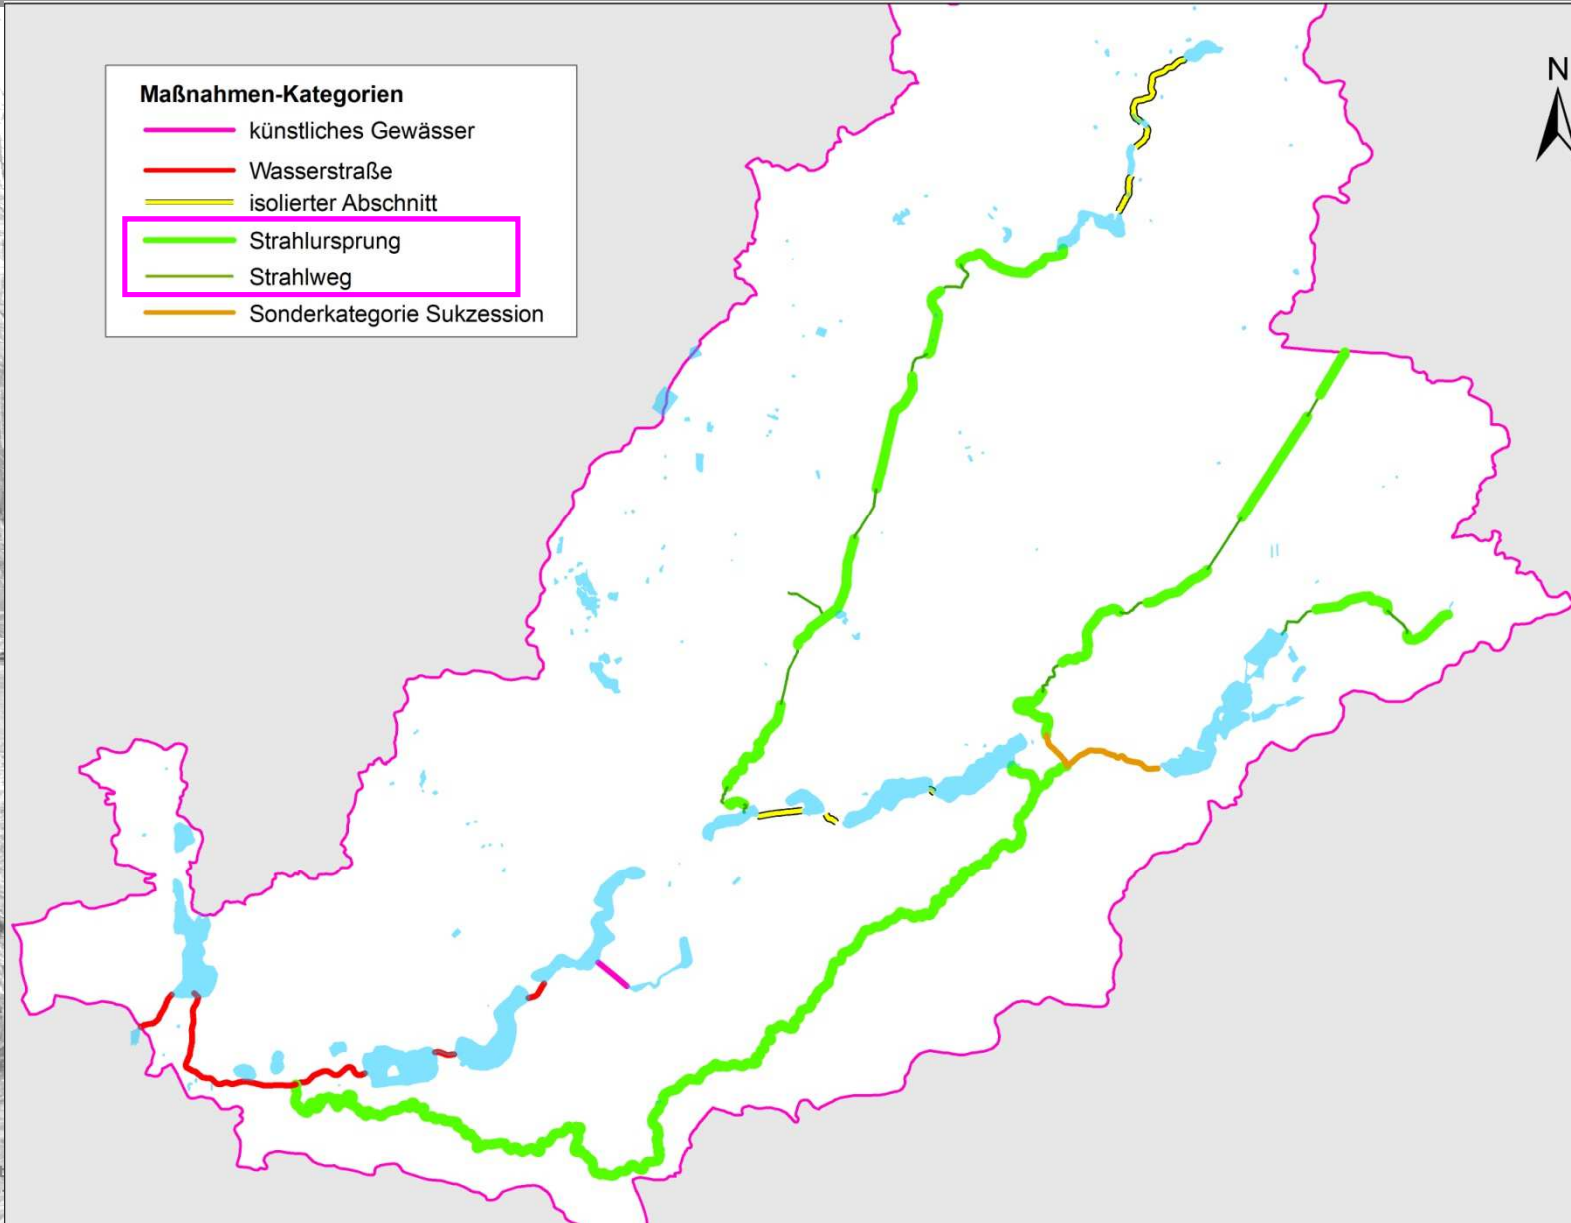 N
Maßnahmen-Kategorien
künstliches Gewässer
Wasserstraße
isolierter Abschnitt
Strahlursprung
Strahlweg
Sonderkategorie Sukzession